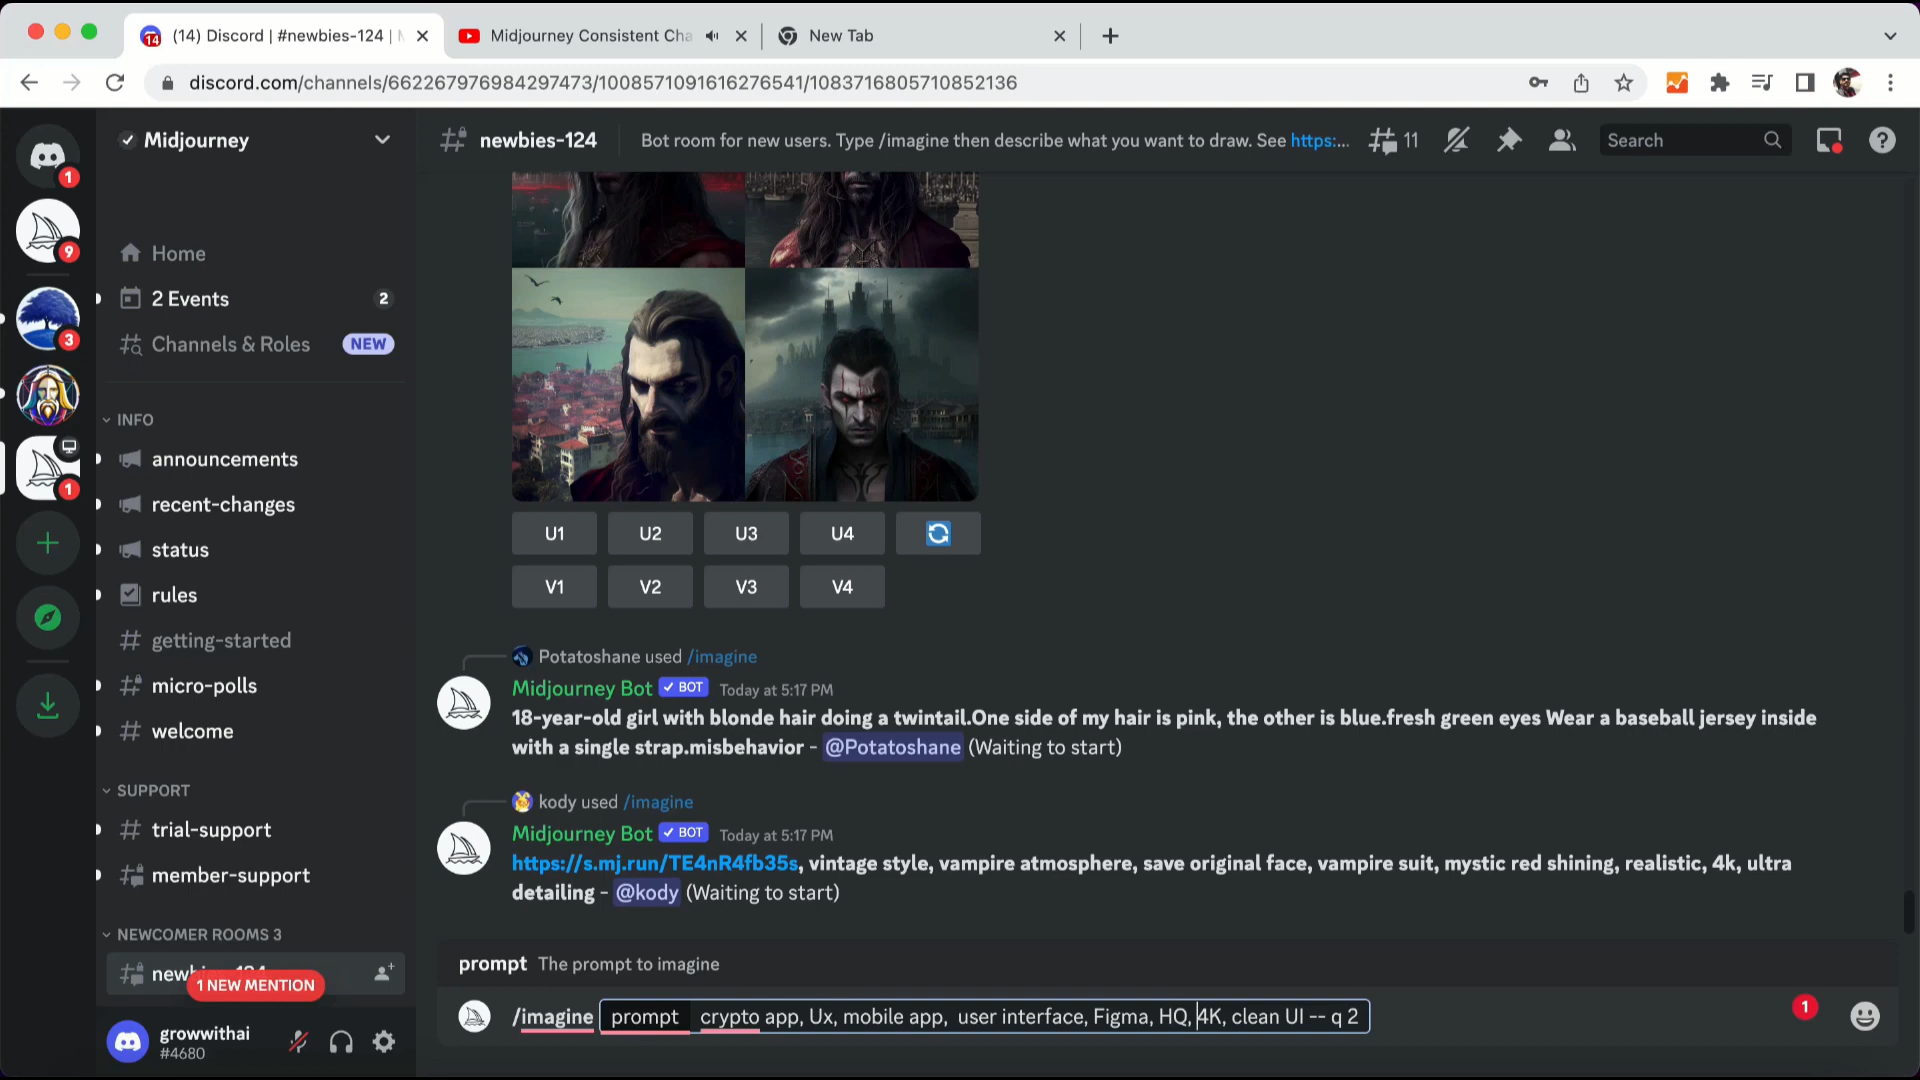 14
(14) Discord | #newbies-124 |
Midjourney Consistent Cha
New Tab
discord.com/channels/662267976984297473/1008571091616276541/1083716805710852136
Midjourney
newbies-124
Bot room for new users. Type /imagine then describe what you want to draw. See https:...
11
Search
1
9
3
1
Home
2 Events
2
Channels & Roles
NEW
INFO
announcements
recent-changes
status
rules
getting-started
micro-polls
welcome
SUPPORT
trial-support
member-support
NEWCOMER ROOMS 3
1 NEW MENTION
growwithai
#4680
U1
U2
U3
U4
V1
V2
V3
V4
Potatoshane used /imagine
Midjourney Bot BOT Today at 5:17 PM
18-year-old girl with blonde hair doing a twintail.One side of my hair is pink, the other is blue.fresh green eyes Wear a baseball jersey inside
with a single strap.misbehavior - @Potatoshane (Waiting to start)
kody used /imagine
Midjourney Bot BOT Today at 5:17 PM
https://s.mj.run/TE4nR4fb35s, vintage style, vampire atmosphere, save original face, vampire suit, mystic red shining, realistic, 4k, ultra
detailing - @kody (Waiting to start)
prompt The prompt to imagine
/imagine prompt crypto app, Ux, mobile app,  user interface, Figma, HQ, 4K, clean UI -- q 2
1